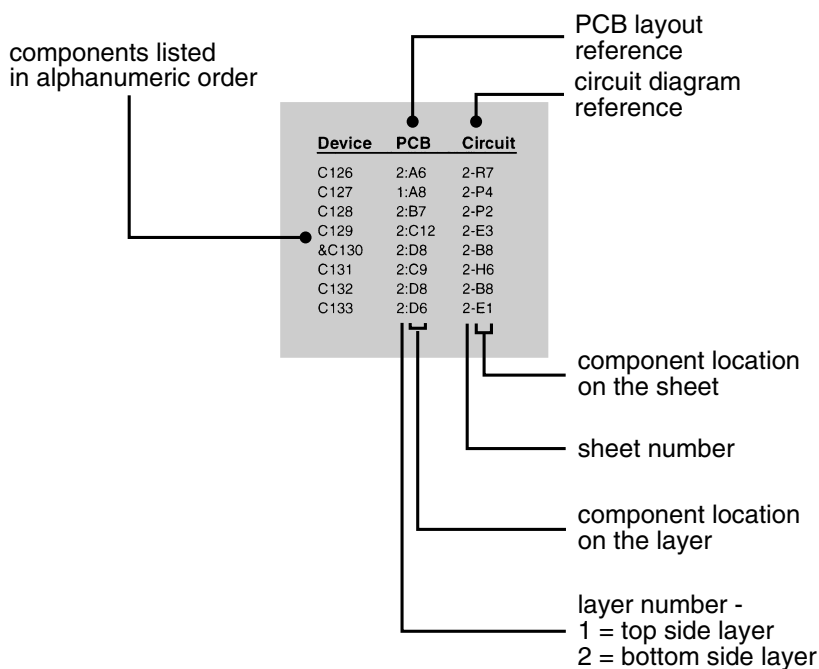 PCB layout
reference
components listed
in alphanumeric order
circuit diagram
reference
Device PCB Circuit
C126 2:A6 2-R7
C127 1:A8 2-P4
C128 2:B7 2-P2
C129 2:C12 2-E3
&C130 2:D8 2-B8
C131 2:C9 2-H6
C132 2:D8 2-B8
C133 2:D6 2-E1
component location
on the sheet
sheet number
component location
on the layer
layer number -
1 = top side layer
2 = bottom side layer